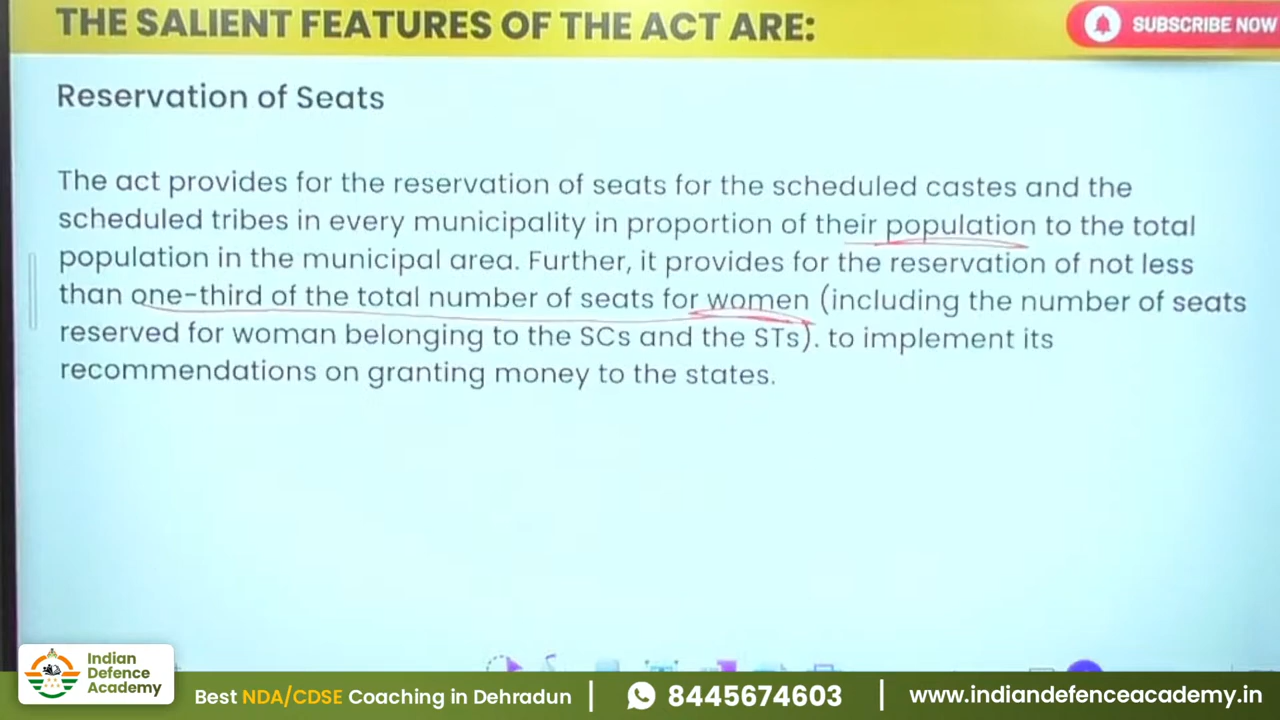 THE SALIENT FEATURES OF THE ACT ARE:
SUBSCRIBE NOW
Reservation of Seats
The act provides for the reservation of seats for the scheduled castes and the
scheduled tribes in every municipality in proportion of their population to the total
population in the municipal area. Further, it provides for the reservation of not less
than one-third of the total number of seats for women (including the number of seats
reserved for woman belonging to the SCs and the STs). to implement its
recommendations on granting money to the states.
Indian
Defence
Academy
Best NDA/CDSE Coaching in Dehradun | 8445674603 | www.indiandefenceacademy.in